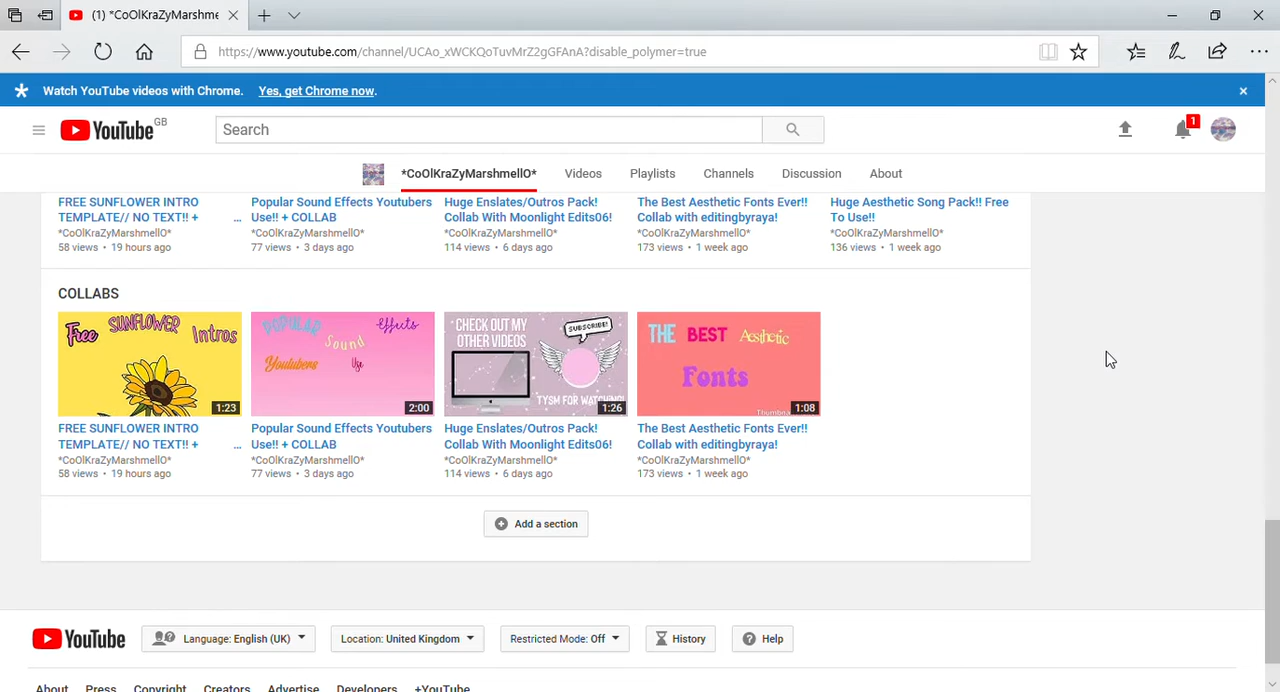 (1) *CoOlKraZyMarshme
https://www.youtube.com/channel/UCAo_xWCKQoTuvMrZ2gGFAnA?disable_polymer=true
Watch YouTube videos with Chrome. Yes, get Chrome now.
YouTube GB
Search
1
*CoOlKraZyMarshmellO* Videos Playlists Channels Discussion About
FREE SUNFLOWER INTRO Popular Sound Effects Youtubers Huge Enslates/Outros Pack! The Best Aesthetic Fonts Ever!! Huge Aesthetic Song Pack!! Free
TEMPLATE// NO TEXT!! + ... Use!! + COLLAB Collab With Moonlight Edits06! Collab with editingbyraya! To Use!!
*CoOlKraZyMarshmellO* *CoOlKraZyMarshmellO* *CoOlKraZyMarshmellO* *CoOlKraZyMarshmellO* *CoOlKraZyMarshmellO*
58 views • 19 hours ago 77 views • 3 days ago 114 views • 6 days ago 173 views • 1 week ago 136 views • 1 week ago
COLLABS
Free SUNFLOWER Intros
1:23
POPULAR Sound Effects
Youtubers Use
2:00
CHECK OUT MY
OTHER VIDEOS
SUBSCRIBE!
TYSM FOR WATCHING!
1:26
THE BEST Aesthetic
Fonts
Thumbna
1:08
FREE SUNFLOWER INTRO Popular Sound Effects Youtubers Huge Enslates/Outros Pack! The Best Aesthetic Fonts Ever!!
TEMPLATE// NO TEXT!! + ... Use!! + COLLAB Collab With Moonlight Edits06! Collab with editingbyraya!
*CoOlKraZyMarshmellO* *CoOlKraZyMarshmellO* *CoOlKraZyMarshmellO* *CoOlKraZyMarshmellO*
58 views • 19 hours ago 77 views • 3 days ago 114 views • 6 days ago 173 views • 1 week ago
Add a section
YouTube Language: English (UK) Location: United Kingdom Restricted Mode: Off History Help
About Press Copyright Creators Advertise Developers +YouTube